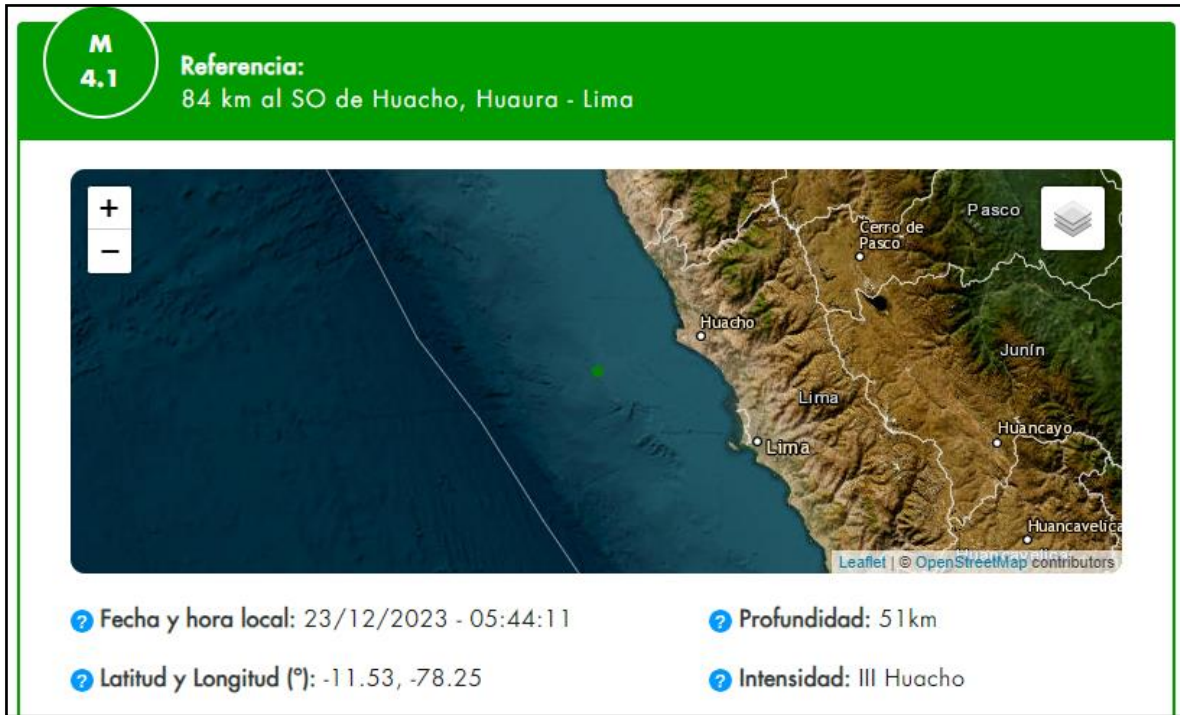 M
4.1
Referencia:
84 km al SO de Huacho, Huaura - Lima
+
−
Pasco
Cerro de
Pasco
Huacho
Junín
Lima
Huancayo
Lima
Huancavelica
Huancavelica
Leaflet | © OpenStreetMap contributors
? Fecha y hora local: 23/12/2023 - 05:44:11
? Profundidad: 51km
? Latitud y Longitud (°): -11.53, -78.25
? Intensidad: III Huacho